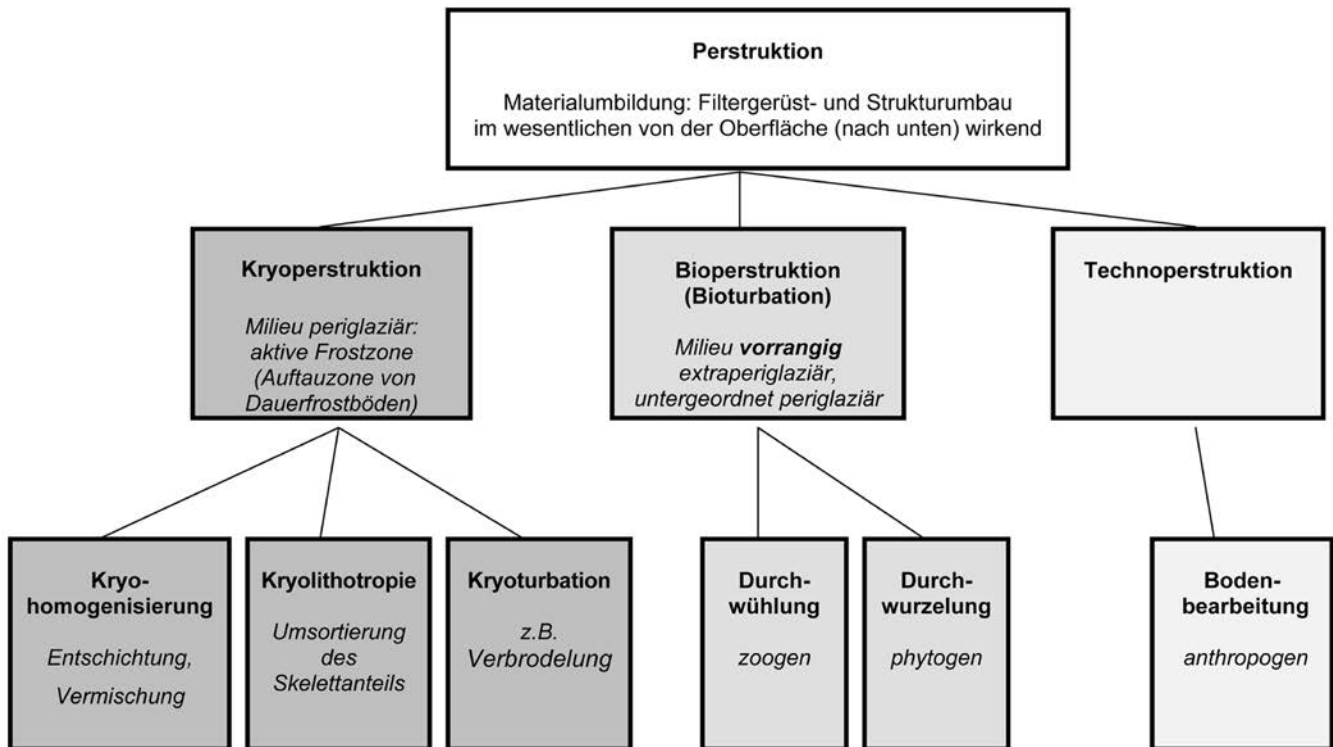 Perstruktion
Materialumbildung: Filtergerüst- und Strukturumbau
im wesentlichen von der Oberfläche (nach unten) wirkend
Kryoperstruktion
Milieu periglaziär:
aktive Frostzone
(Auftauzone von
Dauerfrostböden)
Bioperstruktion
(Bioturbation)
Milieu vorrangig
extraperiglaziär,
untergeordnet periglaziär
Technoperstruktion
Kryo-
homogenisierung
Entschichtung,
Vermischung
Kryolithotropie
Umsortierung
des
Skelettanteils
Kryoturbation
z.B.
Verbrodelung
Durch-
wühlung
zoogen
Durch-
wurzelung
phytogen
Boden-
bearbeitung
anthropogen